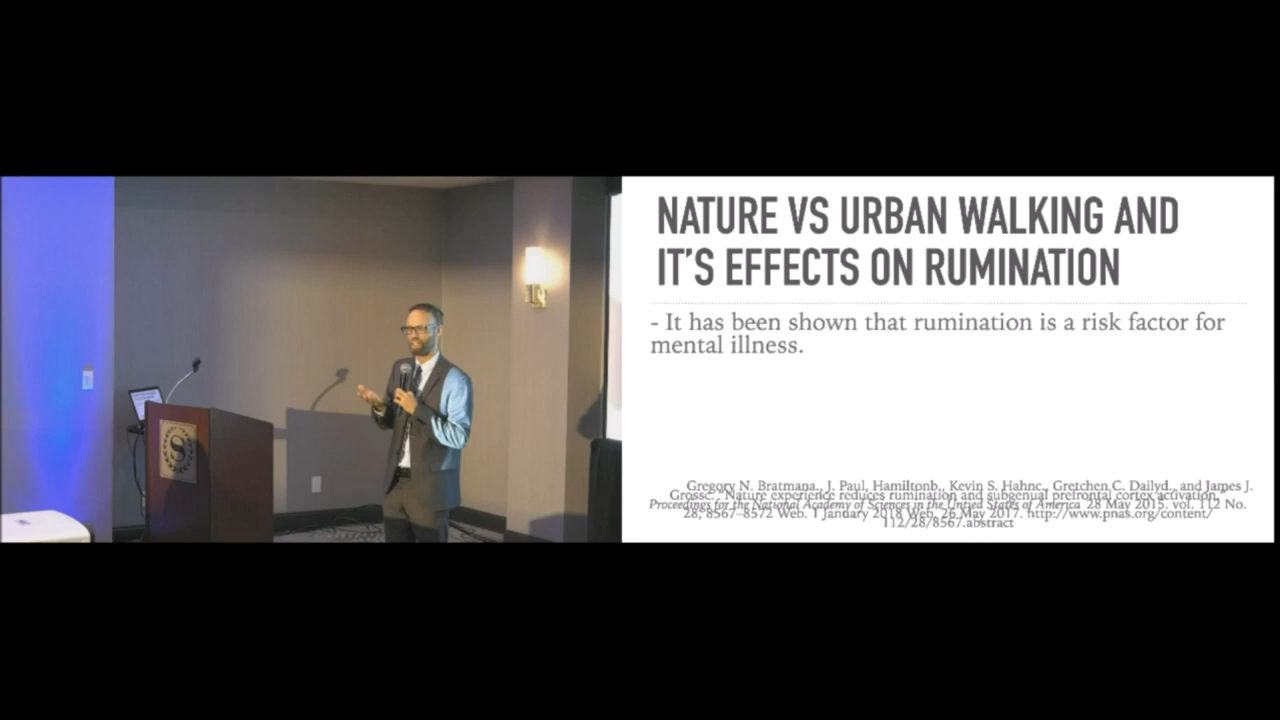 NATURE VS URBAN WALKING AND
IT'S EFFECTS ON RUMINATION
- It has been shown that rumination is a risk factor for
mental illness.
Gregory N. Bratmana., J. Paul, Hamiltonb., Kevin S. Hahnc., Gretchen C. Dailyd., and James J.
Grossc. "Nature experience reduces rumination and subgenual prefrontal cortex activation."
Proceedings for the National Academy of Sciences in the Untied States of America 28 May 2015. vol. 112 No.
28, 8567–8572 Web. 1 January 2018 Web. 26 May 2017. http://www.pnas.org/content/
112/28/8567.abstract
S